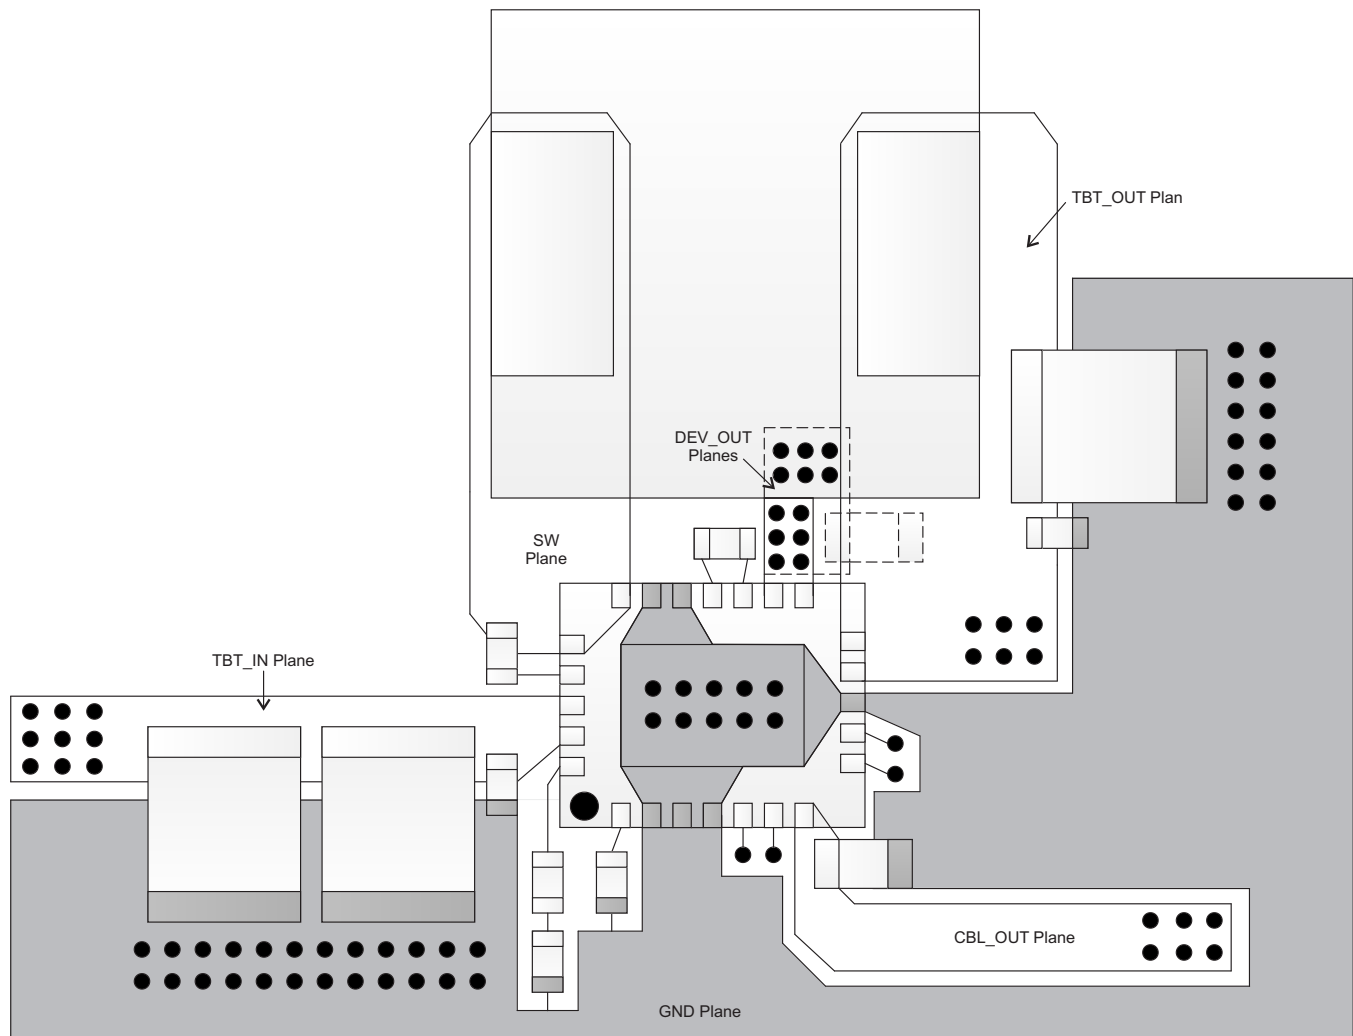 TBT_OUT Plan
DEV_OUT
Planes
SW
Plane
TBT_IN Plane
CBL_OUT Plane
GND Plane